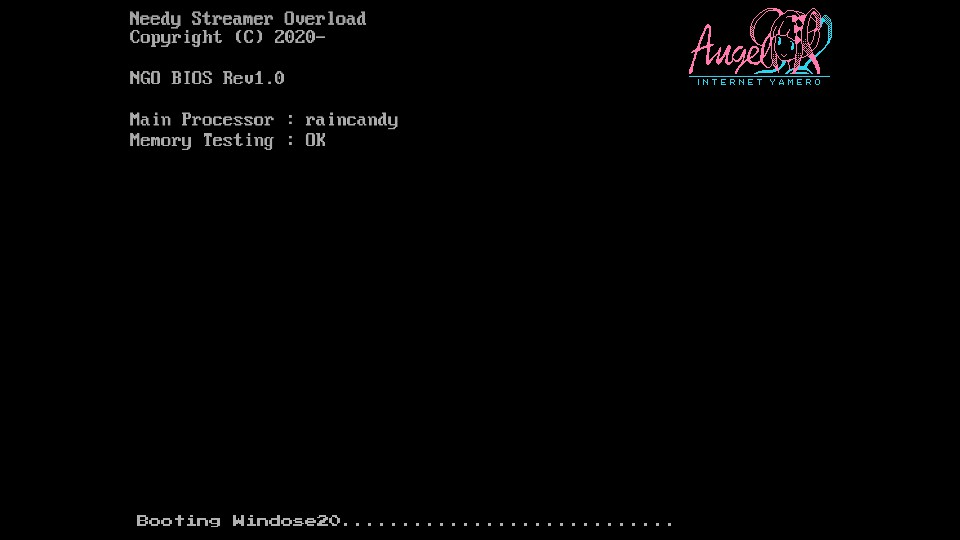 Needy Streamer Overload
Copyright (C) 2020-
Angel
INTERNET YAMERO
NGO BIOS Rev1.0
Main Processor : raincandy
Memory Testing : OK
Booting Windose20............................